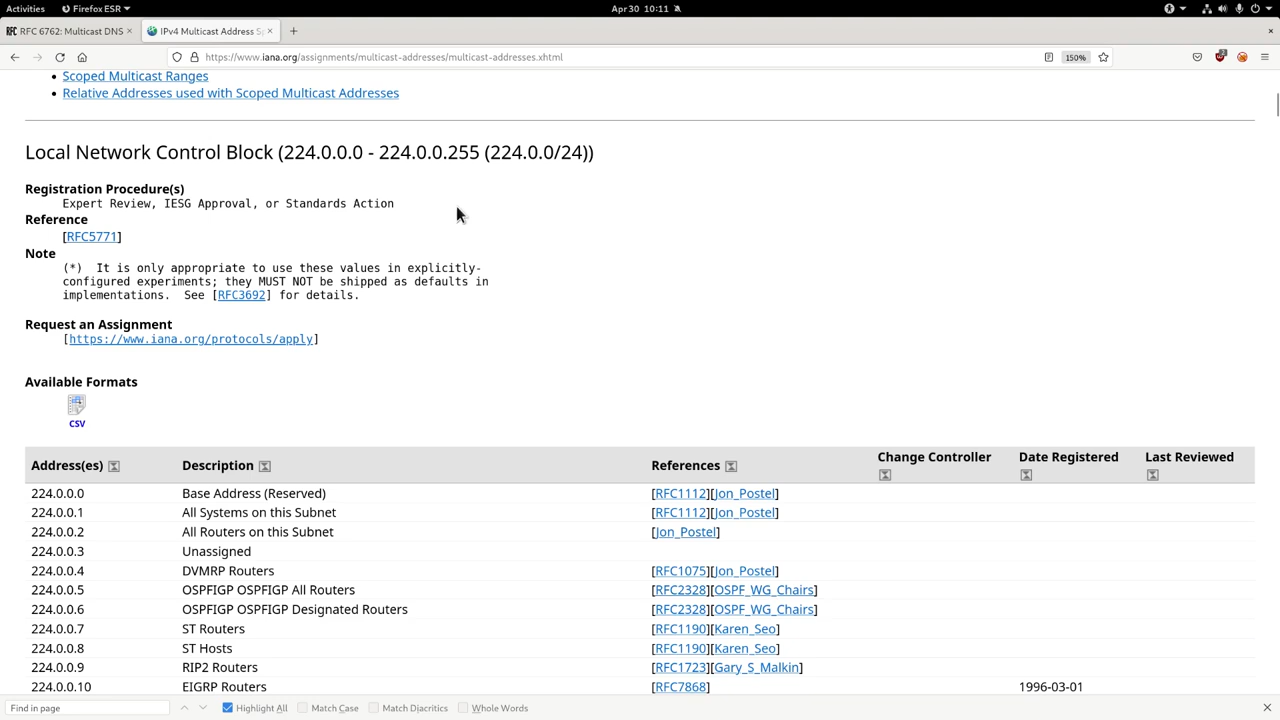 Activities Firefox ESR Apr 30 10:11
RFC RFC 6762: Multicast DNS × IPv4 Multicast Address Sp × +
https://www.iana.org/assignments/multicast-addresses/multicast-addresses.xhtml 150% 2
• Scoped Multicast Ranges
• Relative Addresses used with Scoped Multicast Addresses
Local Network Control Block (224.0.0.0 - 224.0.0.255 (224.0.0/24))
Registration Procedure(s)
Expert Review, IESG Approval, or Standards Action
Reference
[RFC5771]
Note
(*) It is only appropriate to use these values in explicitly-
configured experiments; they MUST NOT be shipped as defaults in
implementations. See [RFC3692] for details.
Request an Assignment
[https://www.iana.org/protocols/apply]
Available Formats
CSV
Address(es) Description References Change Controller Date Registered Last Reviewed
224.0.0.0 Base Address (Reserved) [RFC1112][Jon_Postel]
224.0.0.1 All Systems on this Subnet [RFC1112][Jon_Postel]
224.0.0.2 All Routers on this Subnet [Jon_Postel]
224.0.0.3 Unassigned
224.0.0.4 DVMRP Routers [RFC1075][Jon_Postel]
224.0.0.5 OSPFIGP OSPFIGP All Routers [RFC2328][OSPF_WG_Chairs]
224.0.0.6 OSPFIGP OSPFIGP Designated Routers [RFC2328][OSPF_WG_Chairs]
224.0.0.7 ST Routers [RFC1190][Karen_Seo]
224.0.0.8 ST Hosts [RFC1190][Karen_Seo]
224.0.0.9 RIP2 Routers [RFC1723][Gary_S_Malkin]
224.0.0.10 EIGRP Routers [RFC7868] 1996-03-01
Find in page Highlight All Match Case Match Diacritics Whole Words